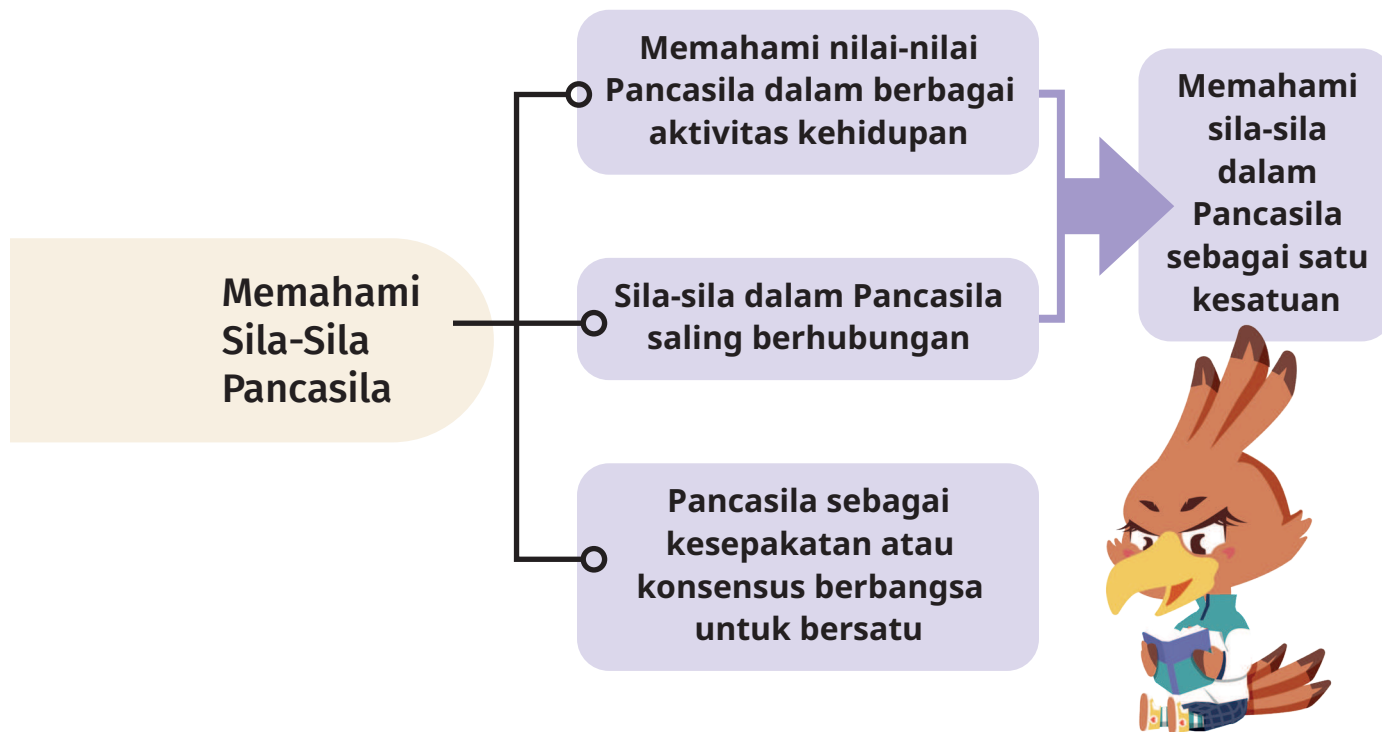 Memahami
Sila-Sila
Pancasila
Memahami nilai-nilai
Pancasila dalam berbagai
aktivitas kehidupan
Sila-sila dalam Pancasila
saling berhubungan
Pancasila sebagai
kesepakatan atau
konsensus berbangsa
untuk bersatu
Memahami
sila-sila
dalam
Pancasila
sebagai satu
kesatuan